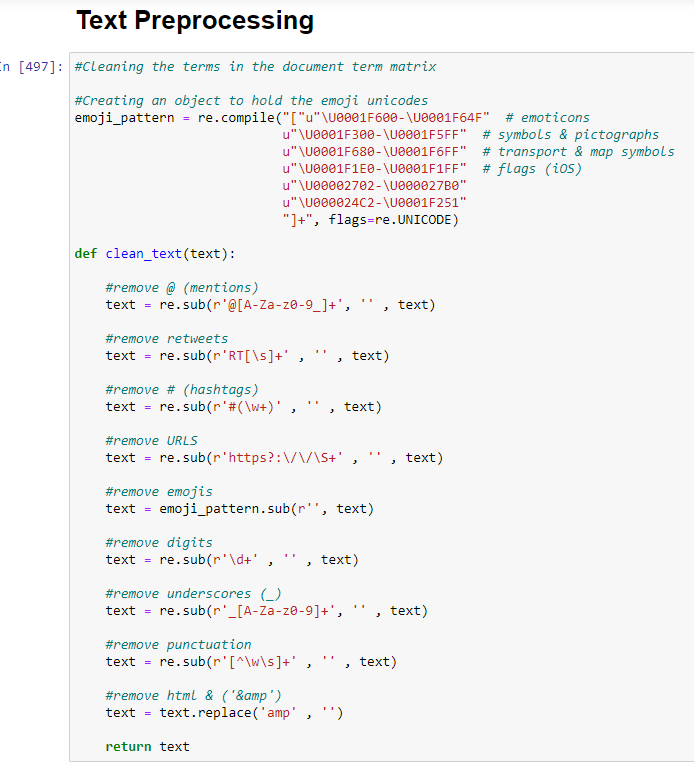 Text Preprocessing
In [497]: #Cleaning the terms in the document term matrix
#Creating an object to hold the emoji unicodes
emoji_pattern = re.compile("["u"\U0001F600-\U0001F64F"  # emoticons
u"\U0001F300-\U0001F5FF"  # symbols & pictographs
u"\U0001F680-\U0001F6FF"  # transport & map symbols
u"\U0001F1E0-\U0001F1FF"  # flags (iOS)
u"\U00002702-\U000027B0"
u"\U000024C2-\U0001F251"
"]+", flags=re.UNICODE)
def clean_text(text):
#remove @ (mentions)
text = re.sub(r'@[A-Za-z0-9_]+', '' , text)
#remove retweets
text = re.sub(r'RT[\s]+' , '' , text)
#remove # (hashtags)
text = re.sub(r'#(\w+)' , '' , text)
#remove URLS
text = re.sub(r'https?:\/\/\S+' , '' , text)
#remove emojis
text = emoji_pattern.sub(r'', text)
#remove digits
text = re.sub(r'\d+' , '' , text)
#remove underscores (_)
text = re.sub(r'_[A-Za-z0-9]+', '' , text)
#remove punctuation
text = re.sub(r'[^\w\s]+' , '' , text)
#remove html & ('&amp')
text = text.replace('amp' , '')
return text